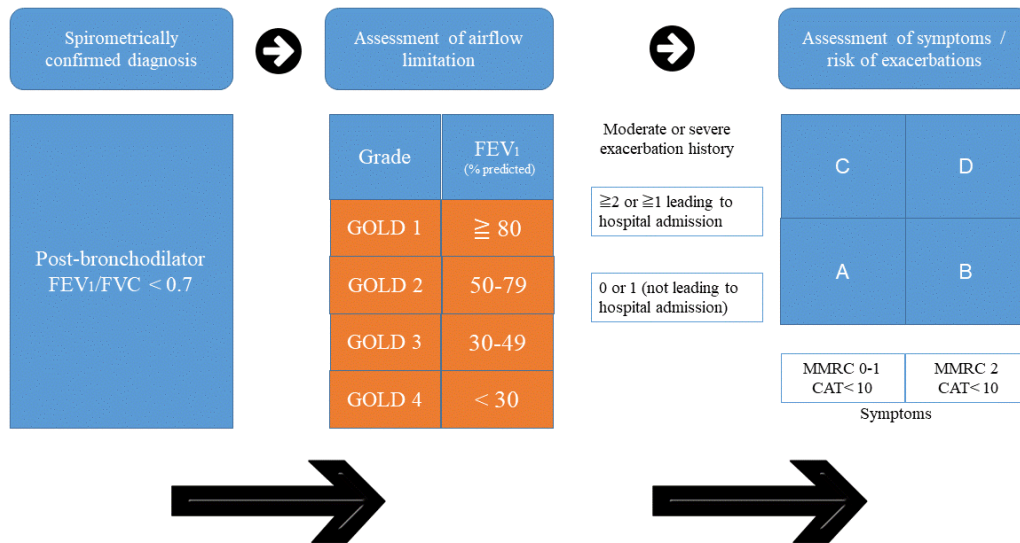 Spirometrically
confirmed diagnosis
Assessment of airflow
limitation
Assessment of symptoms /
risk of exacerbations
Post-bronchodilator
FEV₁/FVC < 0.7
Grade
FEV₁
(% predicted)
GOLD 1
≧ 80
GOLD 2
50-79
GOLD 3
30-49
GOLD 4
< 30
Moderate or severe
exacerbation history
≧2 or ≧1 leading to
hospital admission
0 or 1 (not leading to
hospital admission)
C
D
A
B
MMRC 0-1
CAT< 10
MMRC 2
CAT< 10
Symptoms